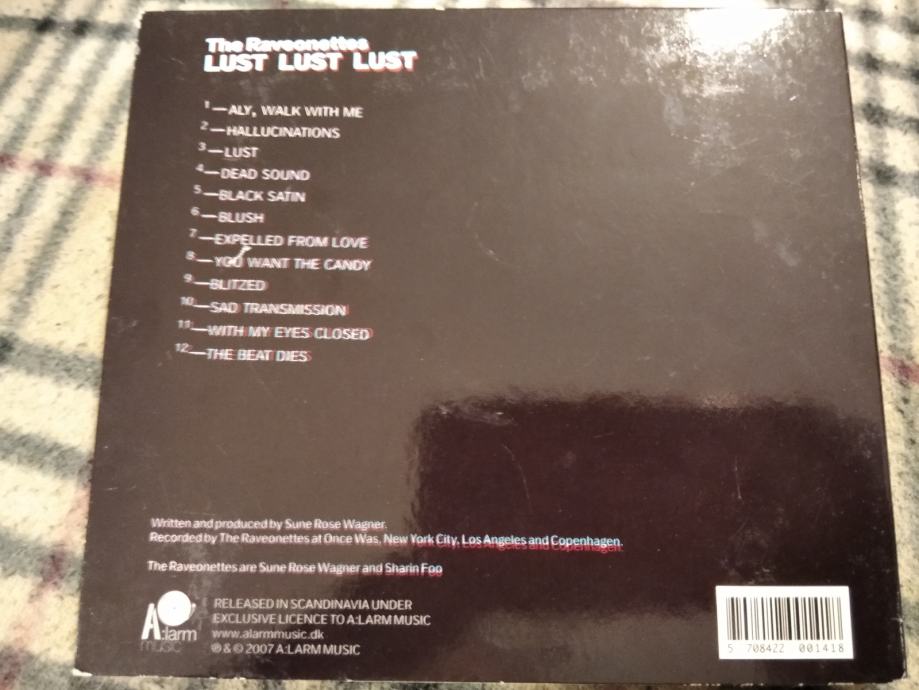 The Raveonettes
LUST LUST LUST
1—ALY, WALK WITH ME
2—HALLUCINATIONS
3—LUST
4—DEAD SOUND
5—BLACK SATIN
6—BLUSH
7—EXPELLED FROM LOVE
8—YOU WANT THE CANDY
9—BLITZED
10—SAD TRANSMISSION
11—WITH MY EYES CLOSED
12—THE BEAT DIES
Written and produced by Sune Rose Wagner.
Recorded by The Raveonettes at Once Was, New York City, Los Angeles and Copenhagen.
The Raveonettes are Sune Rose Wagner and Sharin Foo
A:larm
music
RELEASED IN SCANDINAVIA UNDER
EXCLUSIVE LICENCE TO A:LARM MUSIC
www.alarmmusic.dk
℗ & © 2007 A:LARM MUSIC
5 708422 001418